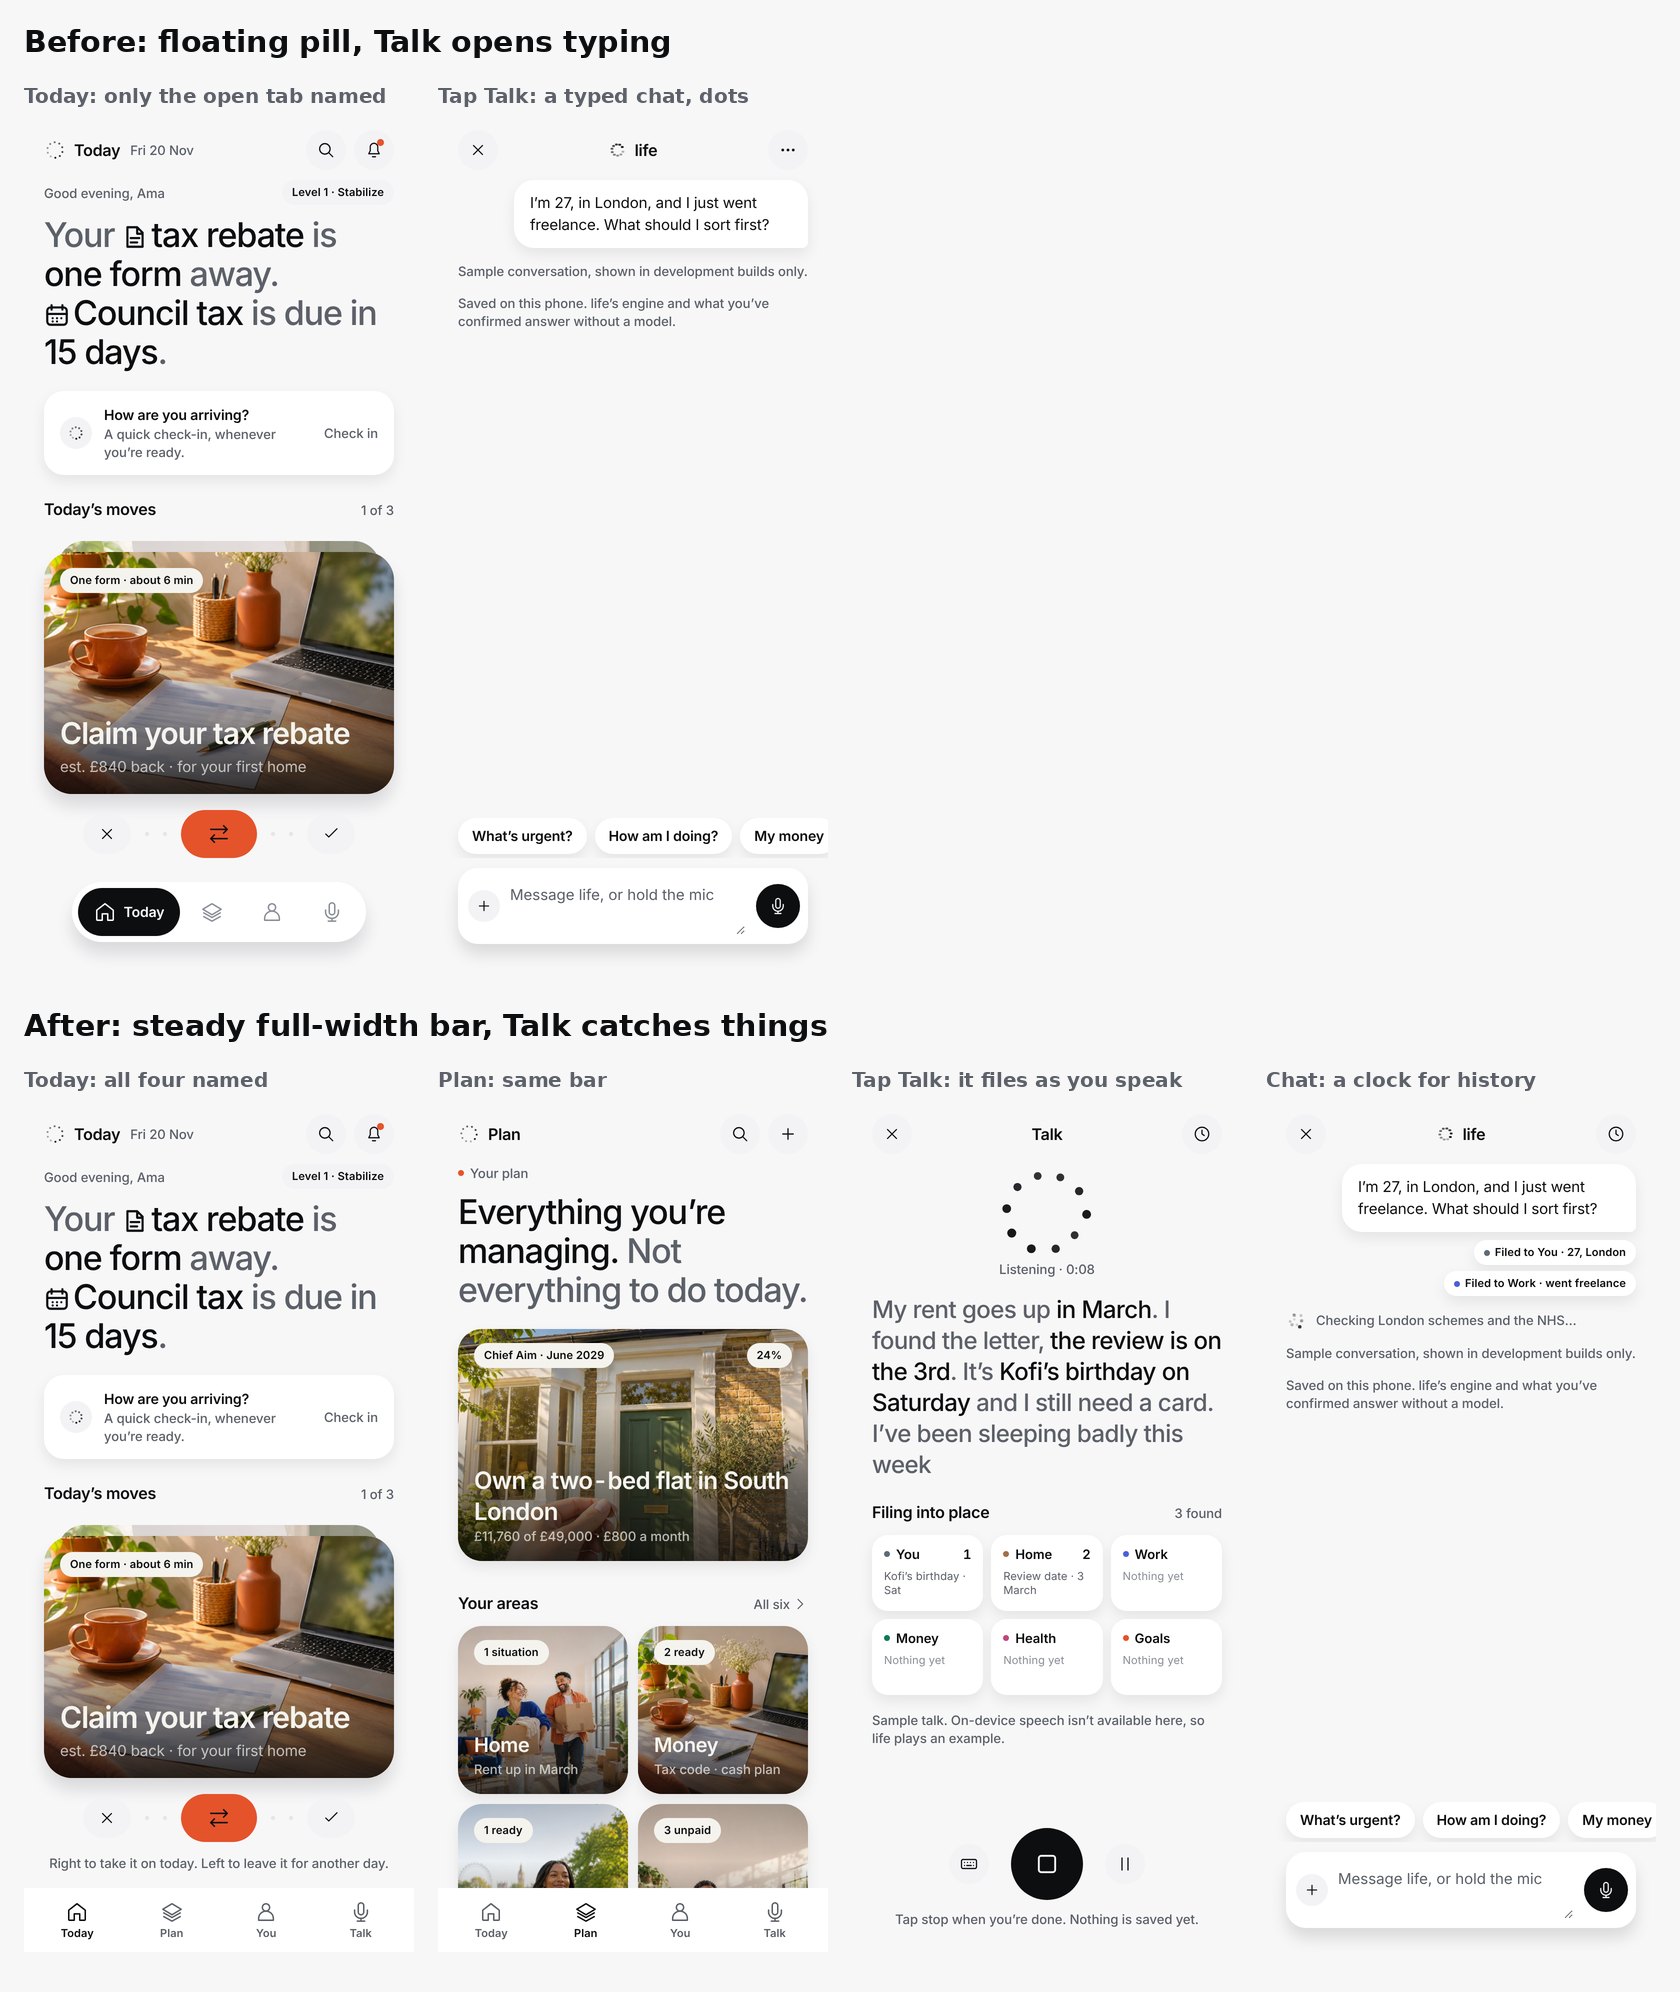 Before: floating pill, Talk opens typing
Today: only the open tab named
Today Fri 20 Nov
Good evening, Ama
Level 1 · Stabilize
Your tax rebate is
one form away.
Council tax is due in
15 days.
How are you arriving?
A quick check-in, whenever
you’re ready.
Check in
Today’s moves
1 of 3
One form · about 6 min
Claim your tax rebate
est. £840 back · for your first home
Today
Tap Talk: a typed chat, dots
life
I’m 27, in London, and I just went
freelance. What should I sort first?
Sample conversation, shown in development builds only.
Saved on this phone. life’s engine and what you’ve
confirmed answer without a model.
What’s urgent?
How am I doing?
My money
Message life, or hold the mic
After: steady full-width bar, Talk catches things
Today: all four named
Today Fri 20 Nov
Good evening, Ama
Level 1 · Stabilize
Your tax rebate is
one form away.
Council tax is due in
15 days.
How are you arriving?
A quick check-in, whenever
you’re ready.
Check in
Today’s moves
1 of 3
One form · about 6 min
Claim your tax rebate
est. £840 back · for your first home
Right to take it on today. Left to leave it for another day.
Today
Plan
You
Talk
Plan: same bar
Plan
Your plan
Everything you’re
managing. Not
everything to do today.
Chief Aim · June 2029
24%
Own a two-bed flat in South
London
£11,760 of £49,000 · £800 a month
Your areas
All six
1 situation
Home
Rent up in March
2 ready
Money
Tax code · cash plan
1 ready
3 unpaid
Today
Plan
You
Talk
Tap Talk: it files as you speak
Talk
Listening · 0:08
My rent goes up in March. I
found the letter, the review is on
the 3rd. It’s Kofi’s birthday on
Saturday and I still need a card.
I’ve been sleeping badly this
week
Filing into place
3 found
You 1
Kofi’s birthday ·
Sat
Home 2
Review date · 3
March
Work
Nothing yet
Money
Nothing yet
Health
Nothing yet
Goals
Nothing yet
Sample talk. On-device speech isn’t available here, so
life plays an example.
Tap stop when you’re done. Nothing is saved yet.
Chat: a clock for history
life
I’m 27, in London, and I just went
freelance. What should I sort first?
Filed to You · 27, London
Filed to Work · went freelance
Checking London schemes and the NHS...
Sample conversation, shown in development builds only.
Saved on this phone. life’s engine and what you’ve
confirmed answer without a model.
What’s urgent?
How am I doing?
My money
Message life, or hold the mic